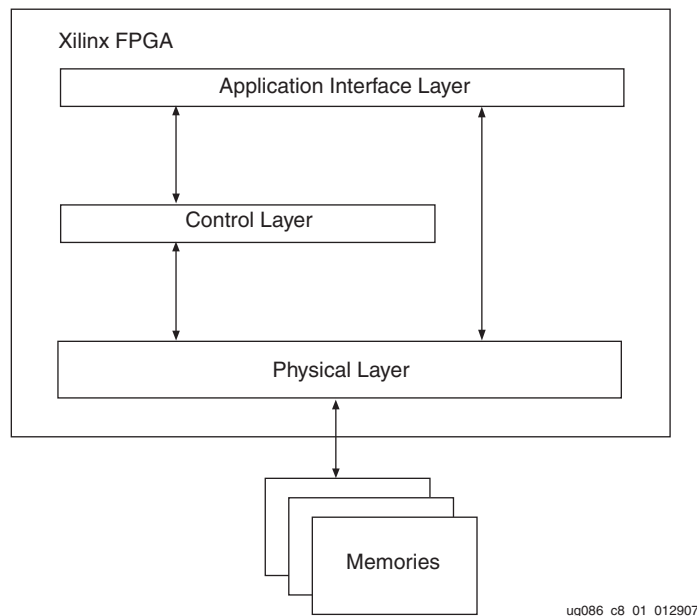 Xilinx FPGA
Application Interface Layer
Control Layer
Physical Layer
Memories
ug086_c8_01_012907